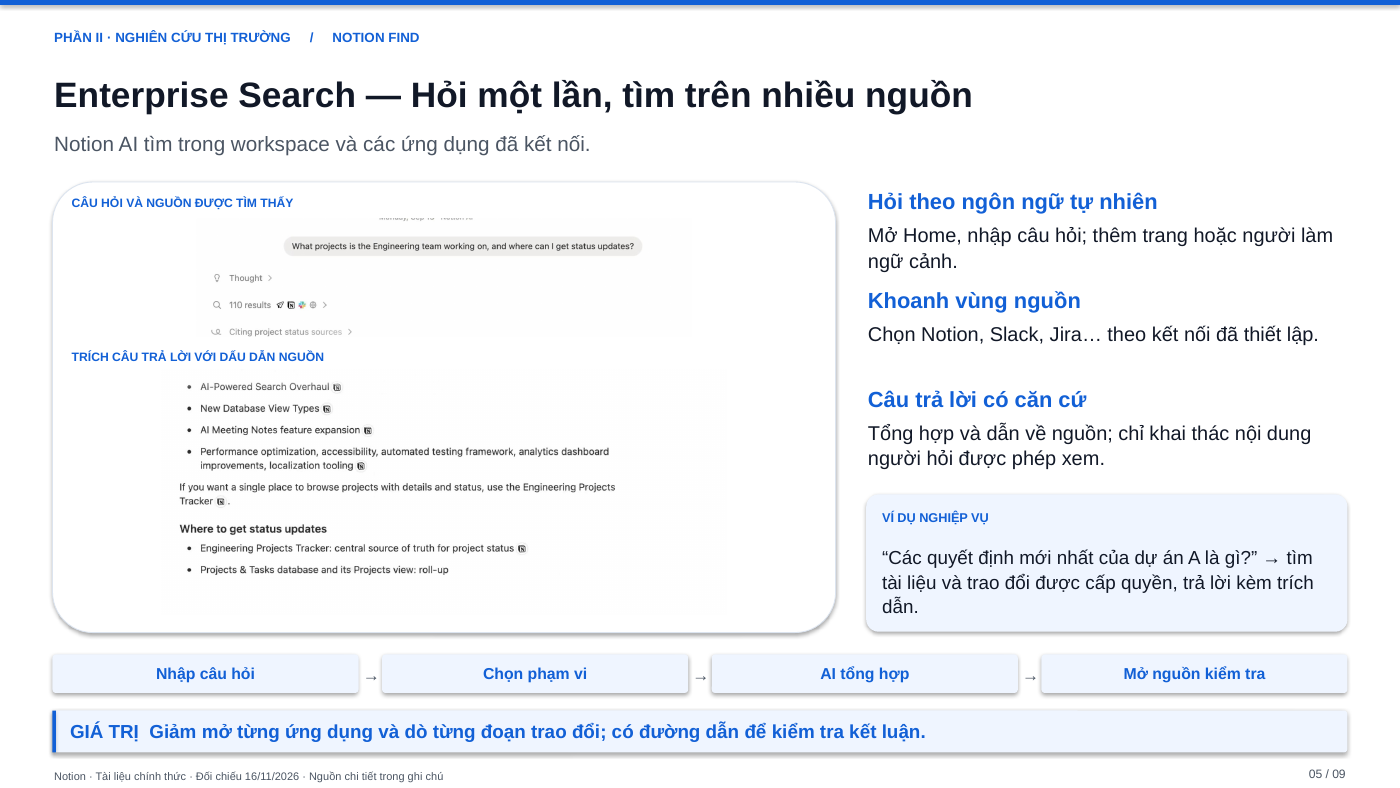 PHẦN II · NGHIÊN CỨU THỊ TRƯỜNG / NOTION FIND
Enterprise Search — Hỏi một lần, tìm trên nhiều nguồn
Notion AI tìm trong workspace và các ứng dụng đã kết nối.
CÂU HỎI VÀ NGUỒN ĐƯỢC TÌM THẤY
What projects is the Engineering team working on, and where can I get status updates?
Thought
110 results
Citing project status sources
TRÍCH CÂU TRẢ LỜI VỚI DẤU DẪN NGUỒN
• AI-Powered Search Overhaul
• New Database View Types
• AI Meeting Notes feature expansion
• Performance optimization, accessibility, automated testing framework, analytics dashboard
improvements, localization tooling
If you want a single place to browse projects with details and status, use the Engineering Projects
Tracker .
Where to get status updates
• Engineering Projects Tracker: central source of truth for project status
• Projects & Tasks database and its Projects view: roll-up
Hỏi theo ngôn ngữ tự nhiên
Mở Home, nhập câu hỏi; thêm trang hoặc người làm
ngữ cảnh.
Khoanh vùng nguồn
Chọn Notion, Slack, Jira… theo kết nối đã thiết lập.
Câu trả lời có căn cứ
Tổng hợp và dẫn về nguồn; chỉ khai thác nội dung
người hỏi được phép xem.
VÍ DỤ NGHIỆP VỤ
“Các quyết định mới nhất của dự án A là gì?” → tìm
tài liệu và trao đổi được cấp quyền, trả lời kèm trích
dẫn.
Nhập câu hỏi → Chọn phạm vi → AI tổng hợp → Mở nguồn kiểm tra
GIÁ TRỊ Giảm mở từng ứng dụng và dò từng đoạn trao đổi; có đường dẫn để kiểm tra kết luận.
Notion · Tài liệu chính thức · Đối chiếu 16/11/2026 · Nguồn chi tiết trong ghi chú
05 / 09